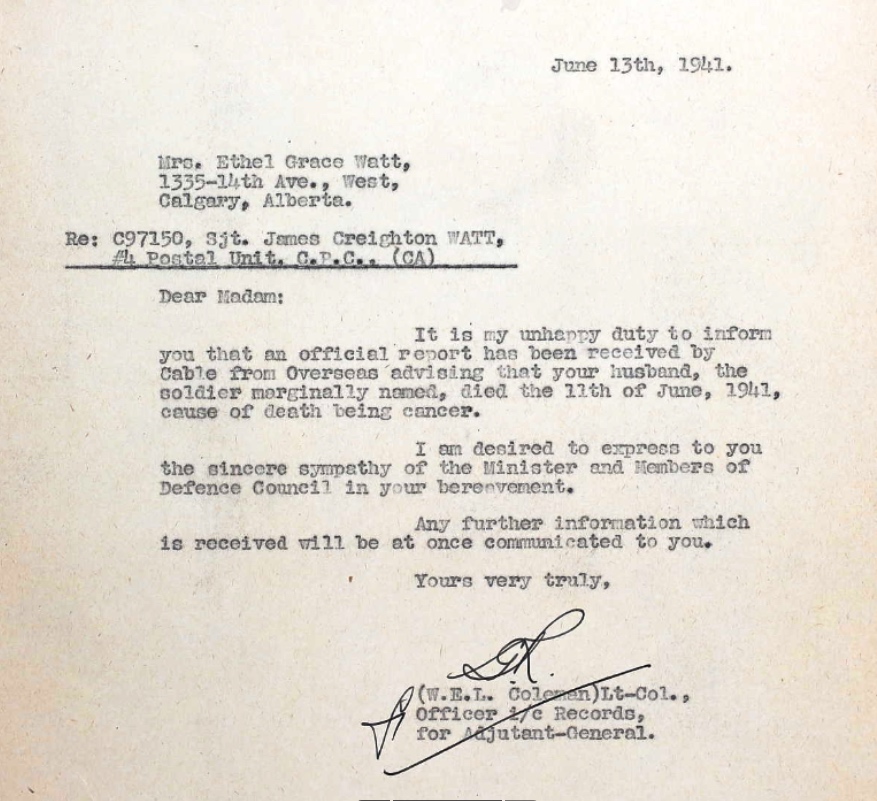 June 13th, 1941.
Mrs. Ethel Grace Watt,
1335-14th Ave., West,
Calgary, Alberta.
Re: C97150, Sjt. James Creighton WATT,
#4 Postal Unit. C.P.C., (CA)
Dear Madam:
It is my unhappy duty to inform
you that an official report has been received by
Cable from Overseas advising that your husband, the
soldier marginally named, died the 11th of June, 1941,
cause of death being cancer.
I am desired to express to you
the sincere sympathy of the Minister and Members of
Defence Council in your bereavement.
Any further information which
is received will be at once communicated to you.
Yours very truly,
(W.E.L. Coleman)Lt-Col.,
Officer i/c Records,
for Adjutant-General.